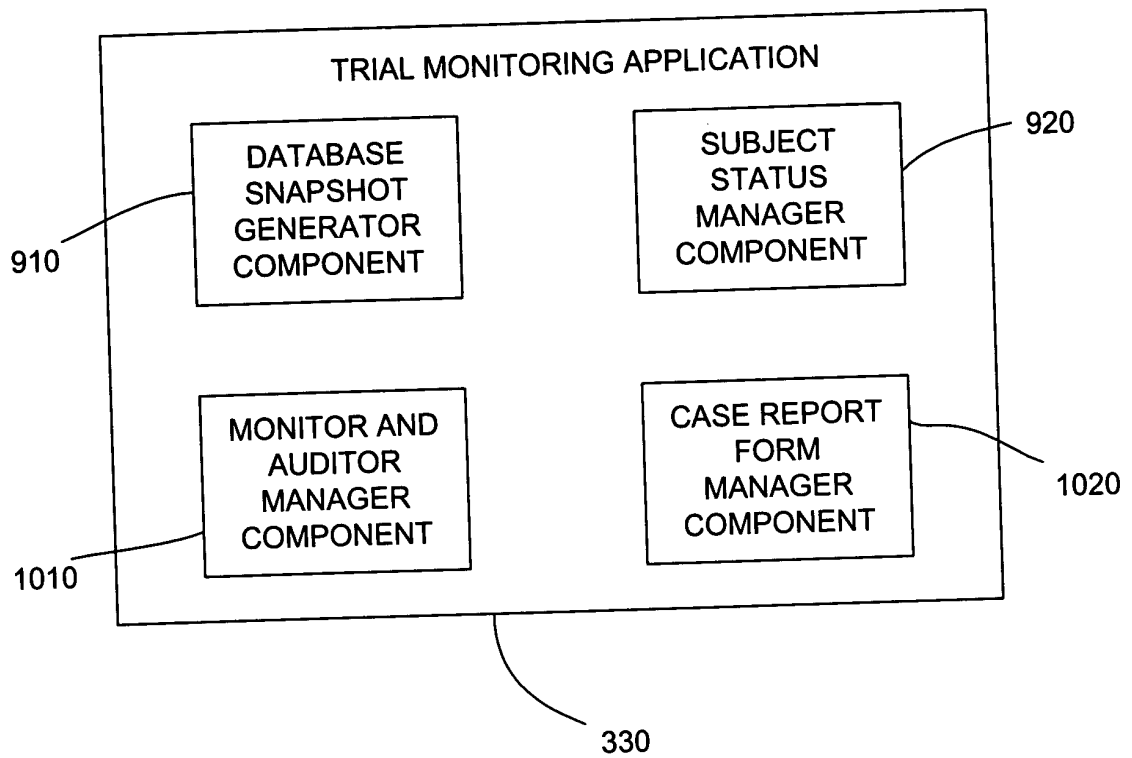 TRIAL MONITORING APPLICATION
DATABASE
SNAPSHOT
GENERATOR
COMPONENT
910
SUBJECT
STATUS
MANAGER
COMPONENT
920
MONITOR AND
AUDITOR
MANAGER
COMPONENT
1010
CASE REPORT
FORM
MANAGER
COMPONENT
1020
330